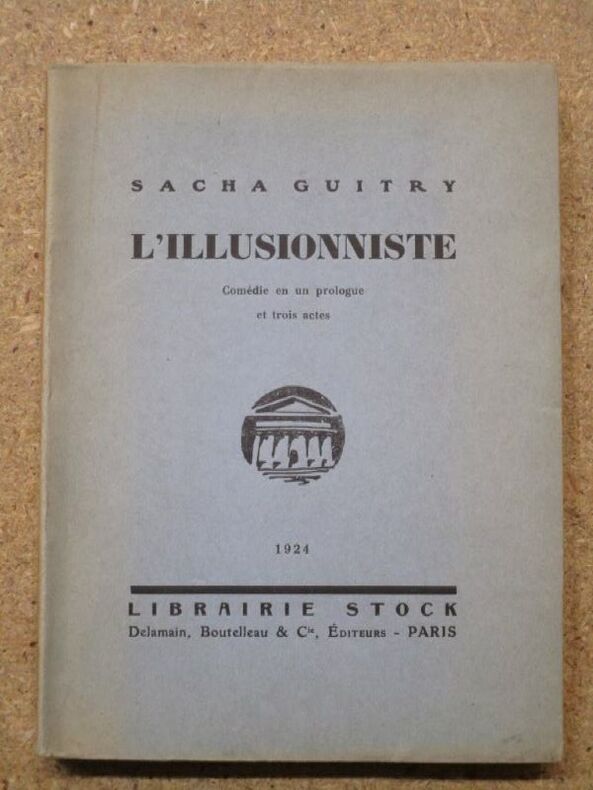 SACHA GUITRY
L'ILLUSIONNISTE
Comédie en un prologue
et trois actes
1924
LIBRAIRIE STOCK
Delamain, Boutelleau & Cie, ÉDITEURS - PARIS